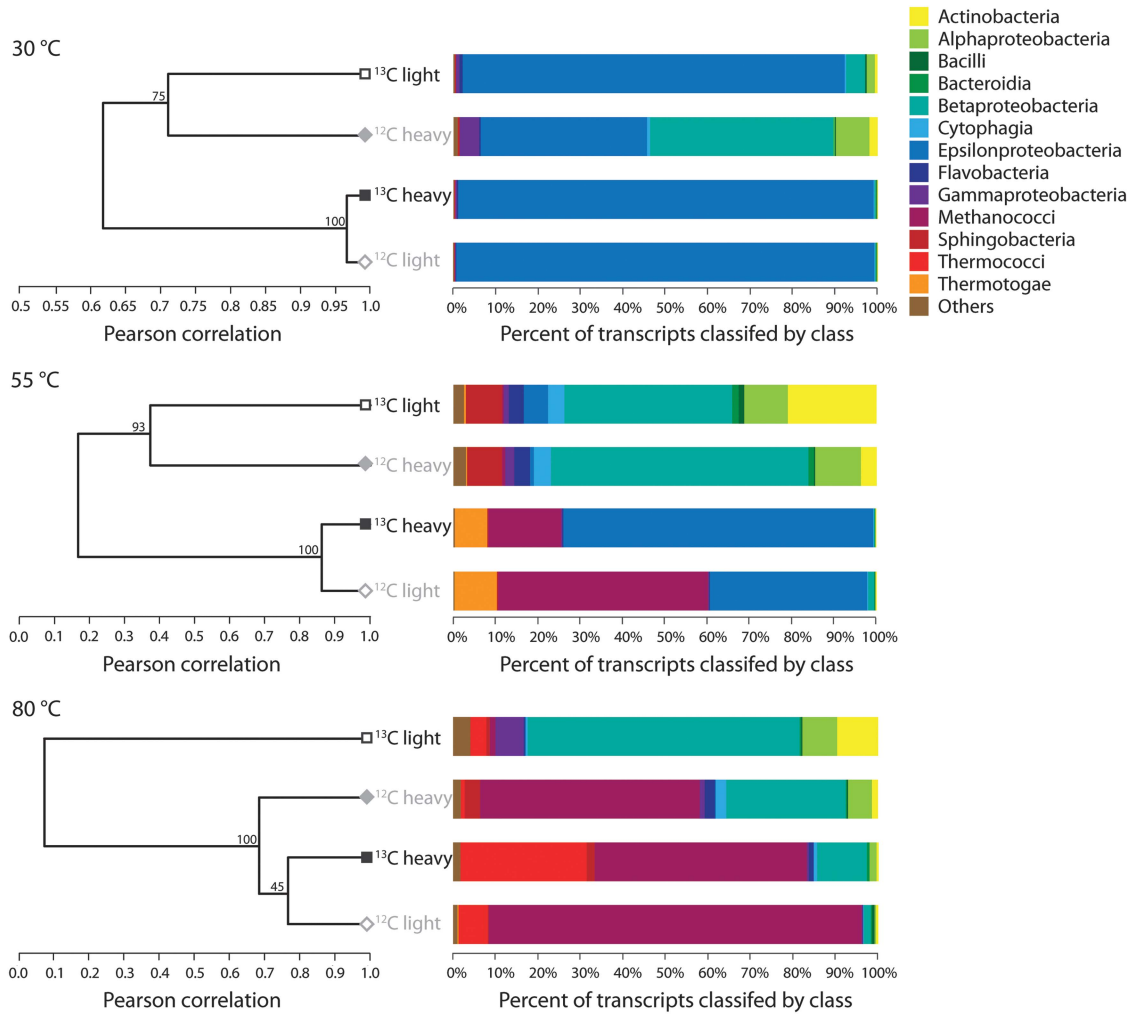 30 °C
75
100
¹³C light
¹²C heavy
¹³C heavy
¹²C light
0.5 0.55 0.6 0.65 0.7 0.75 0.8 0.85 0.9 0.95 1.0
Pearson correlation
0% 10% 20% 30% 40% 50% 60% 70% 80% 90% 100%
Percent of transcripts classifed by class
Actinobacteria
Alphaproteobacteria
Bacilli
Bacteroidia
Betaproteobacteria
Cytophagia
Epsilonproteobacteria
Flavobacteria
Gammaproteobacteria
Methanococci
Sphingobacteria
Thermococci
Thermotogae
Others
55 °C
93
100
¹³C light
¹²C heavy
¹³C heavy
¹²C light
0.0 0.1 0.2 0.3 0.4 0.5 0.6 0.7 0.8 0.9 1.0
Pearson correlation
0% 10% 20% 30% 40% 50% 60% 70% 80% 90% 100%
Percent of transcripts classifed by class
80 °C
100
45
¹³C light
¹²C heavy
¹³C heavy
¹²C light
0.0 0.1 0.2 0.3 0.4 0.5 0.6 0.7 0.8 0.9 1.0
Pearson correlation
0% 10% 20% 30% 40% 50% 60% 70% 80% 90% 100%
Percent of transcripts classifed by class